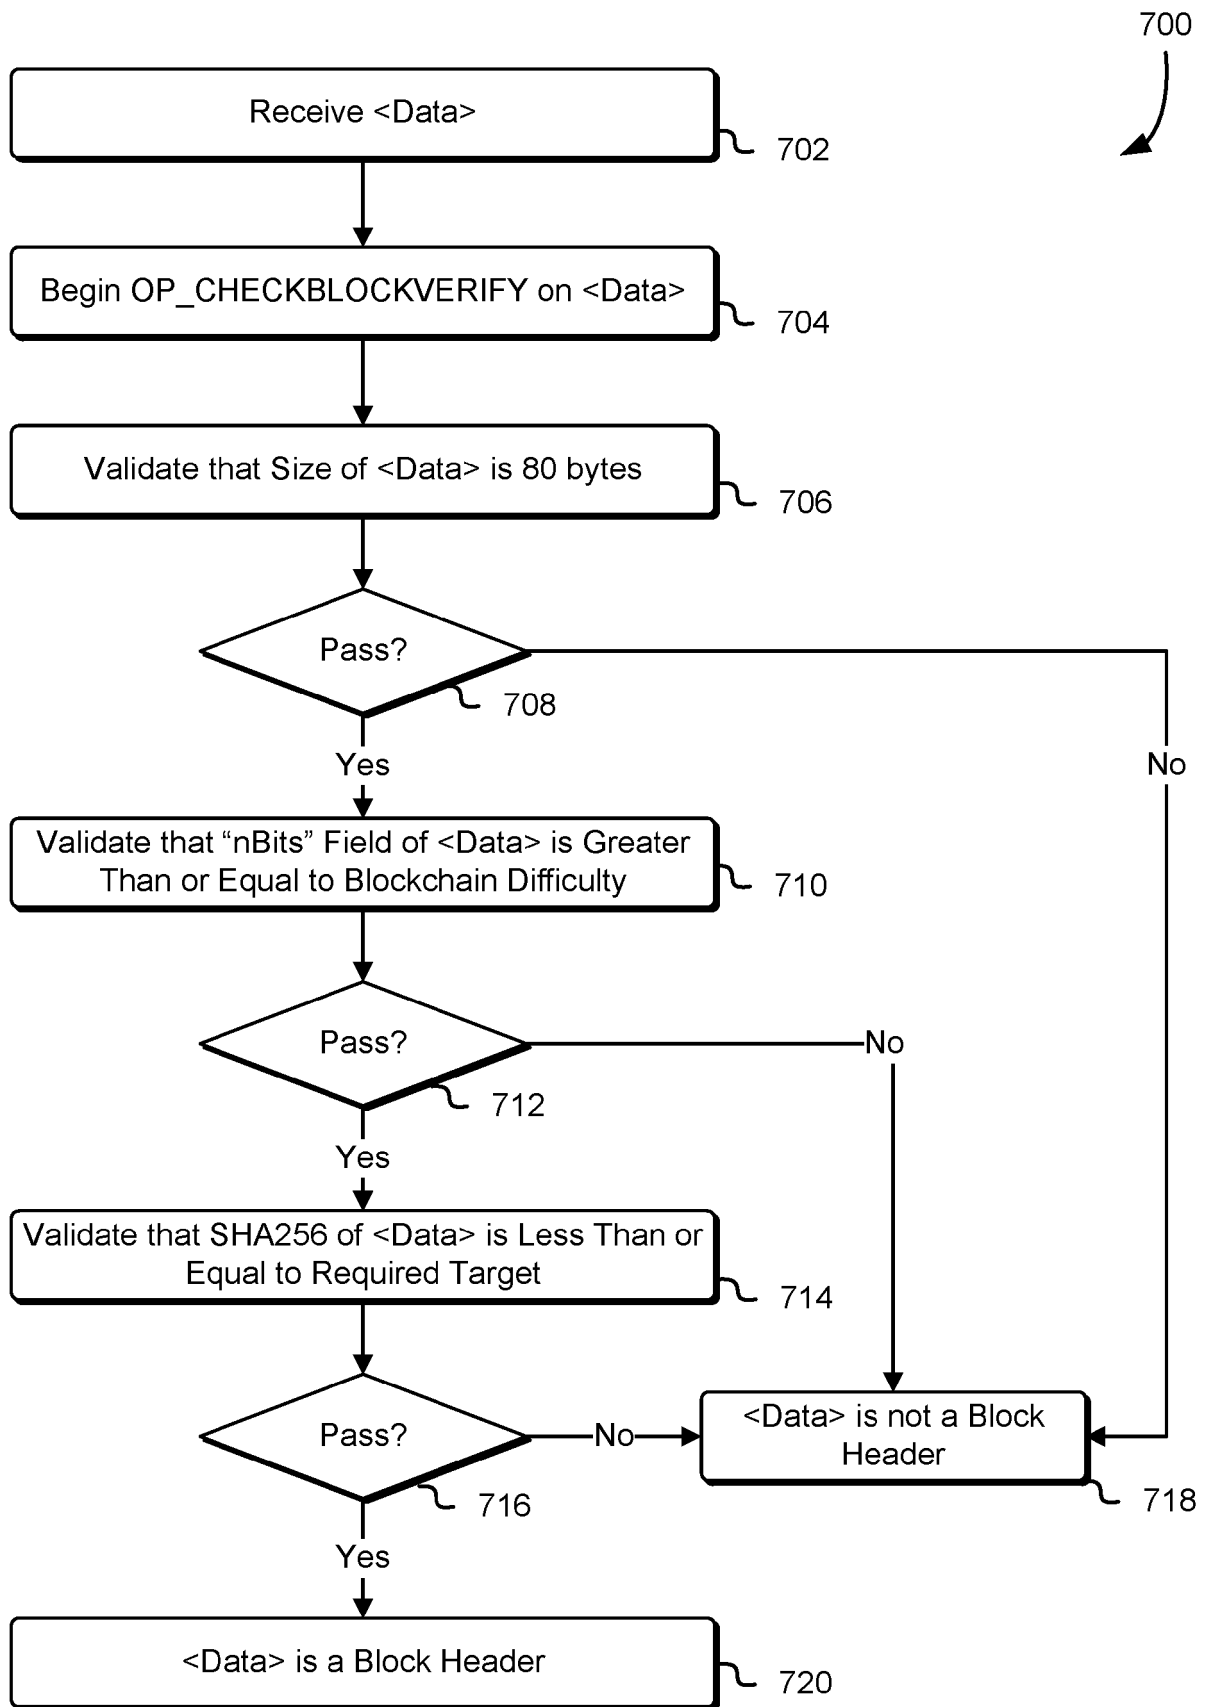 700
Receive <Data>
702
Begin OP_CHECKBLOCKVERIFY on <Data>
704
Validate that Size of <Data> is 80 bytes
706
Pass?
708
Yes
No
Validate that “nBits” Field of <Data> is Greater
Than or Equal to Blockchain Difficulty
710
Pass?
No
712
Yes
Validate that SHA256 of <Data> is Less Than or
Equal to Required Target
714
Pass?
No
<Data> is not a Block
Header
716
718
Yes
<Data> is a Block Header
720